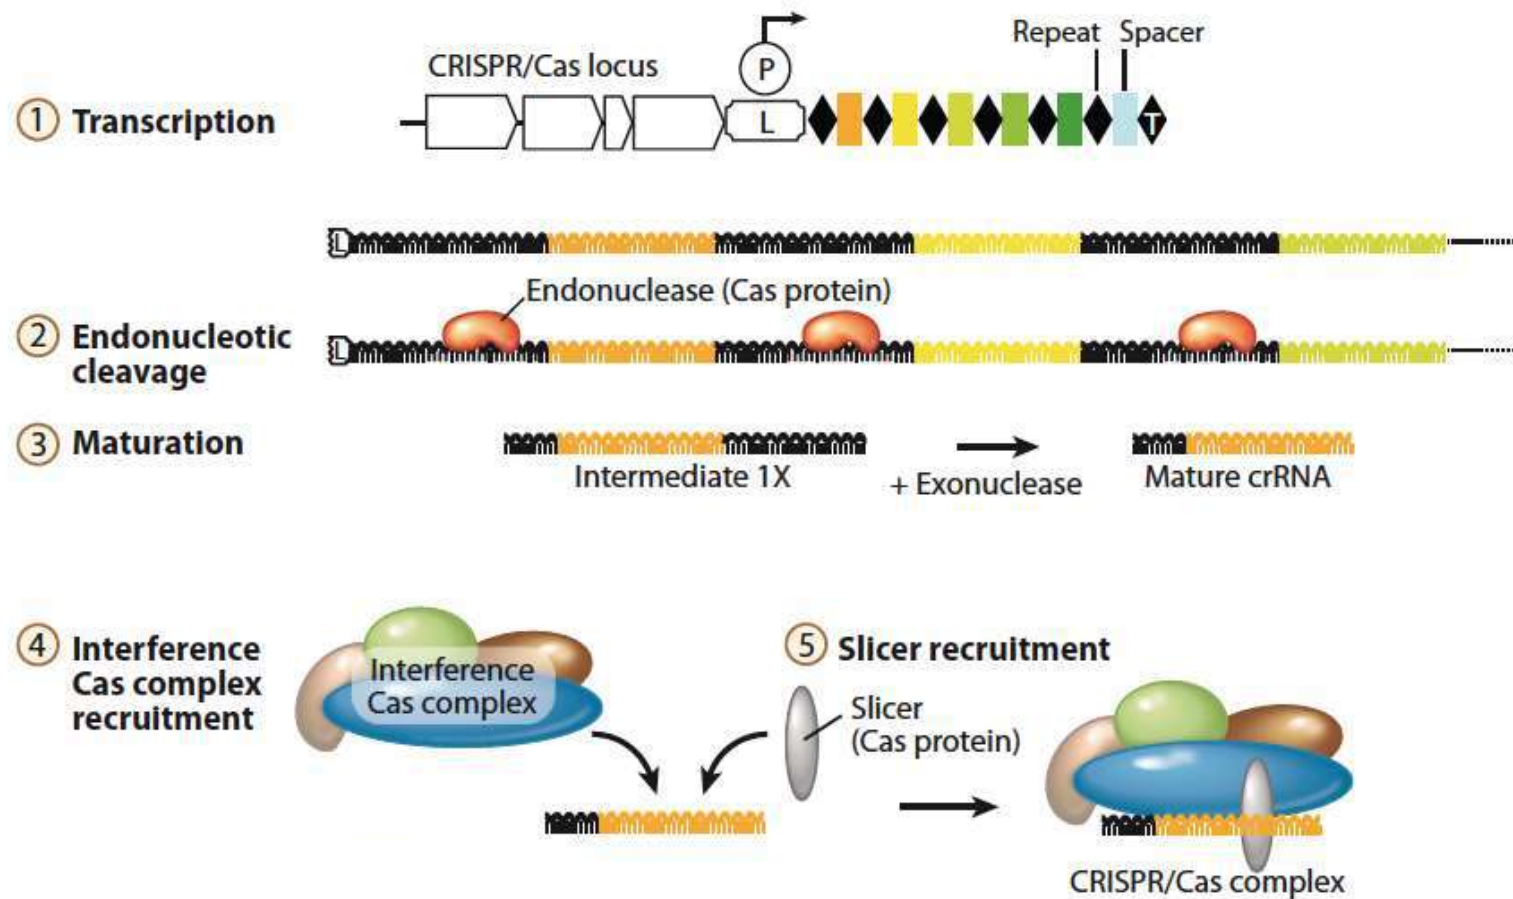 Repeat Spacer
CRISPR/Cas locus
P
1 Transcription
L
T
L
Endonuclease (Cas protein)
2 Endonucleotic
cleavage
L
3 Maturation
Intermediate 1X
+ Exonuclease
Mature crRNA
4 Interference
Cas complex
recruitment
Interference
Cas complex
5 Slicer recruitment
Slicer
(Cas protein)
CRISPR/Cas complex